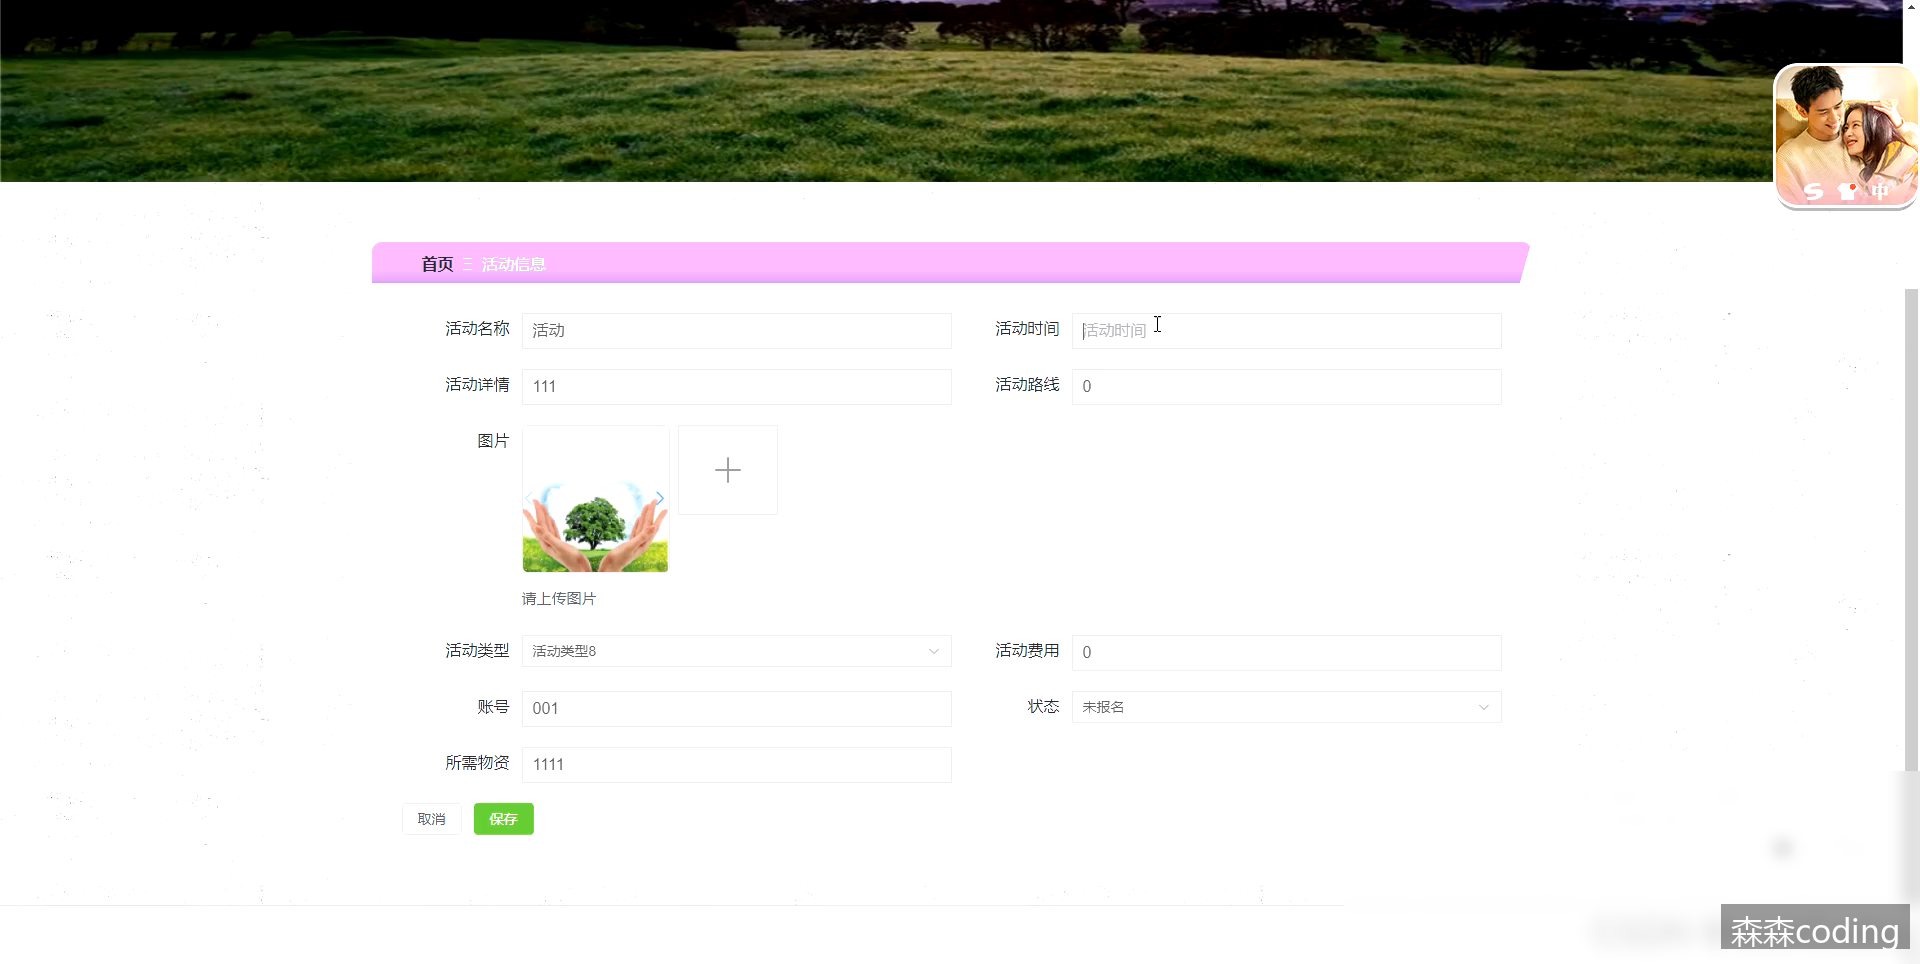 中
首页 活动信息
活动名称 活动 活动时间 活动时间
活动详情 111 活动路线 0
图片
请上传图片
活动类型 活动类型8 活动费用 0
账号 001 状态 未报名
所需物资 1111
取消 保存
森森coding